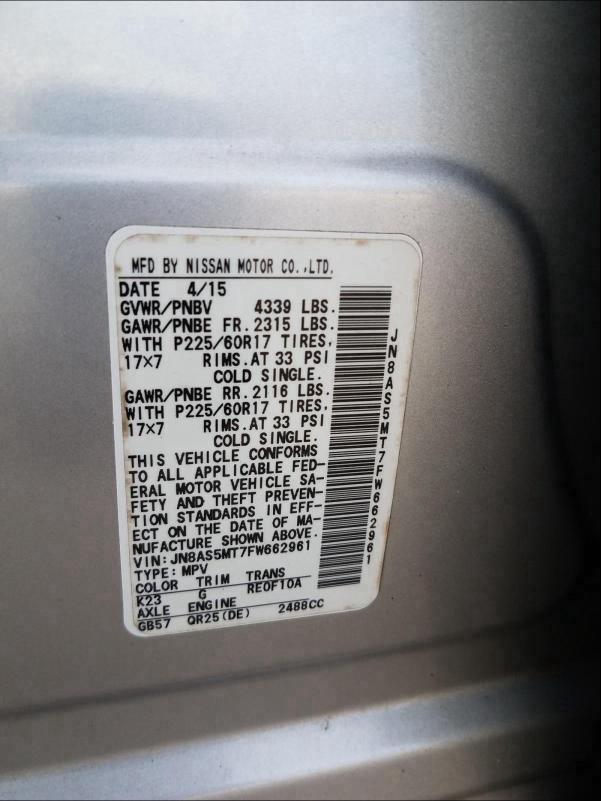 MFD BY NISSAN MOTOR CO.,LTD.
DATE 4/15
GVWR/PNBV 4339 LBS.
GAWR/PNBE FR. 2315 LBS.
WITH P225/60R17 TIRES,
17×7 RIMS. AT 33 PSI
COLD SINGLE.
GAWR/PNBE RR. 2116 LBS.
WITH P225/60R17 TIRES,
17×7 RIMS. AT 33 PSI
COLD SINGLE.
THIS VEHICLE CONFORMS
TO ALL APPLICABLE FED-
ERAL MOTOR VEHICLE SA-
FETY AND THEFT PREVEN-
TION STANDARDS IN EFF-
ECT ON THE DATE OF MA-
NUFACTURE SHOWN ABOVE.
VIN: JN8AS5MT7FW662961
TYPE: MPV
COLOR TRIM TRANS
K23 G RE0F10A
AXLE ENGINE
GB57 QR25(DE) 2488CC
JN8AS5MT7FW662961